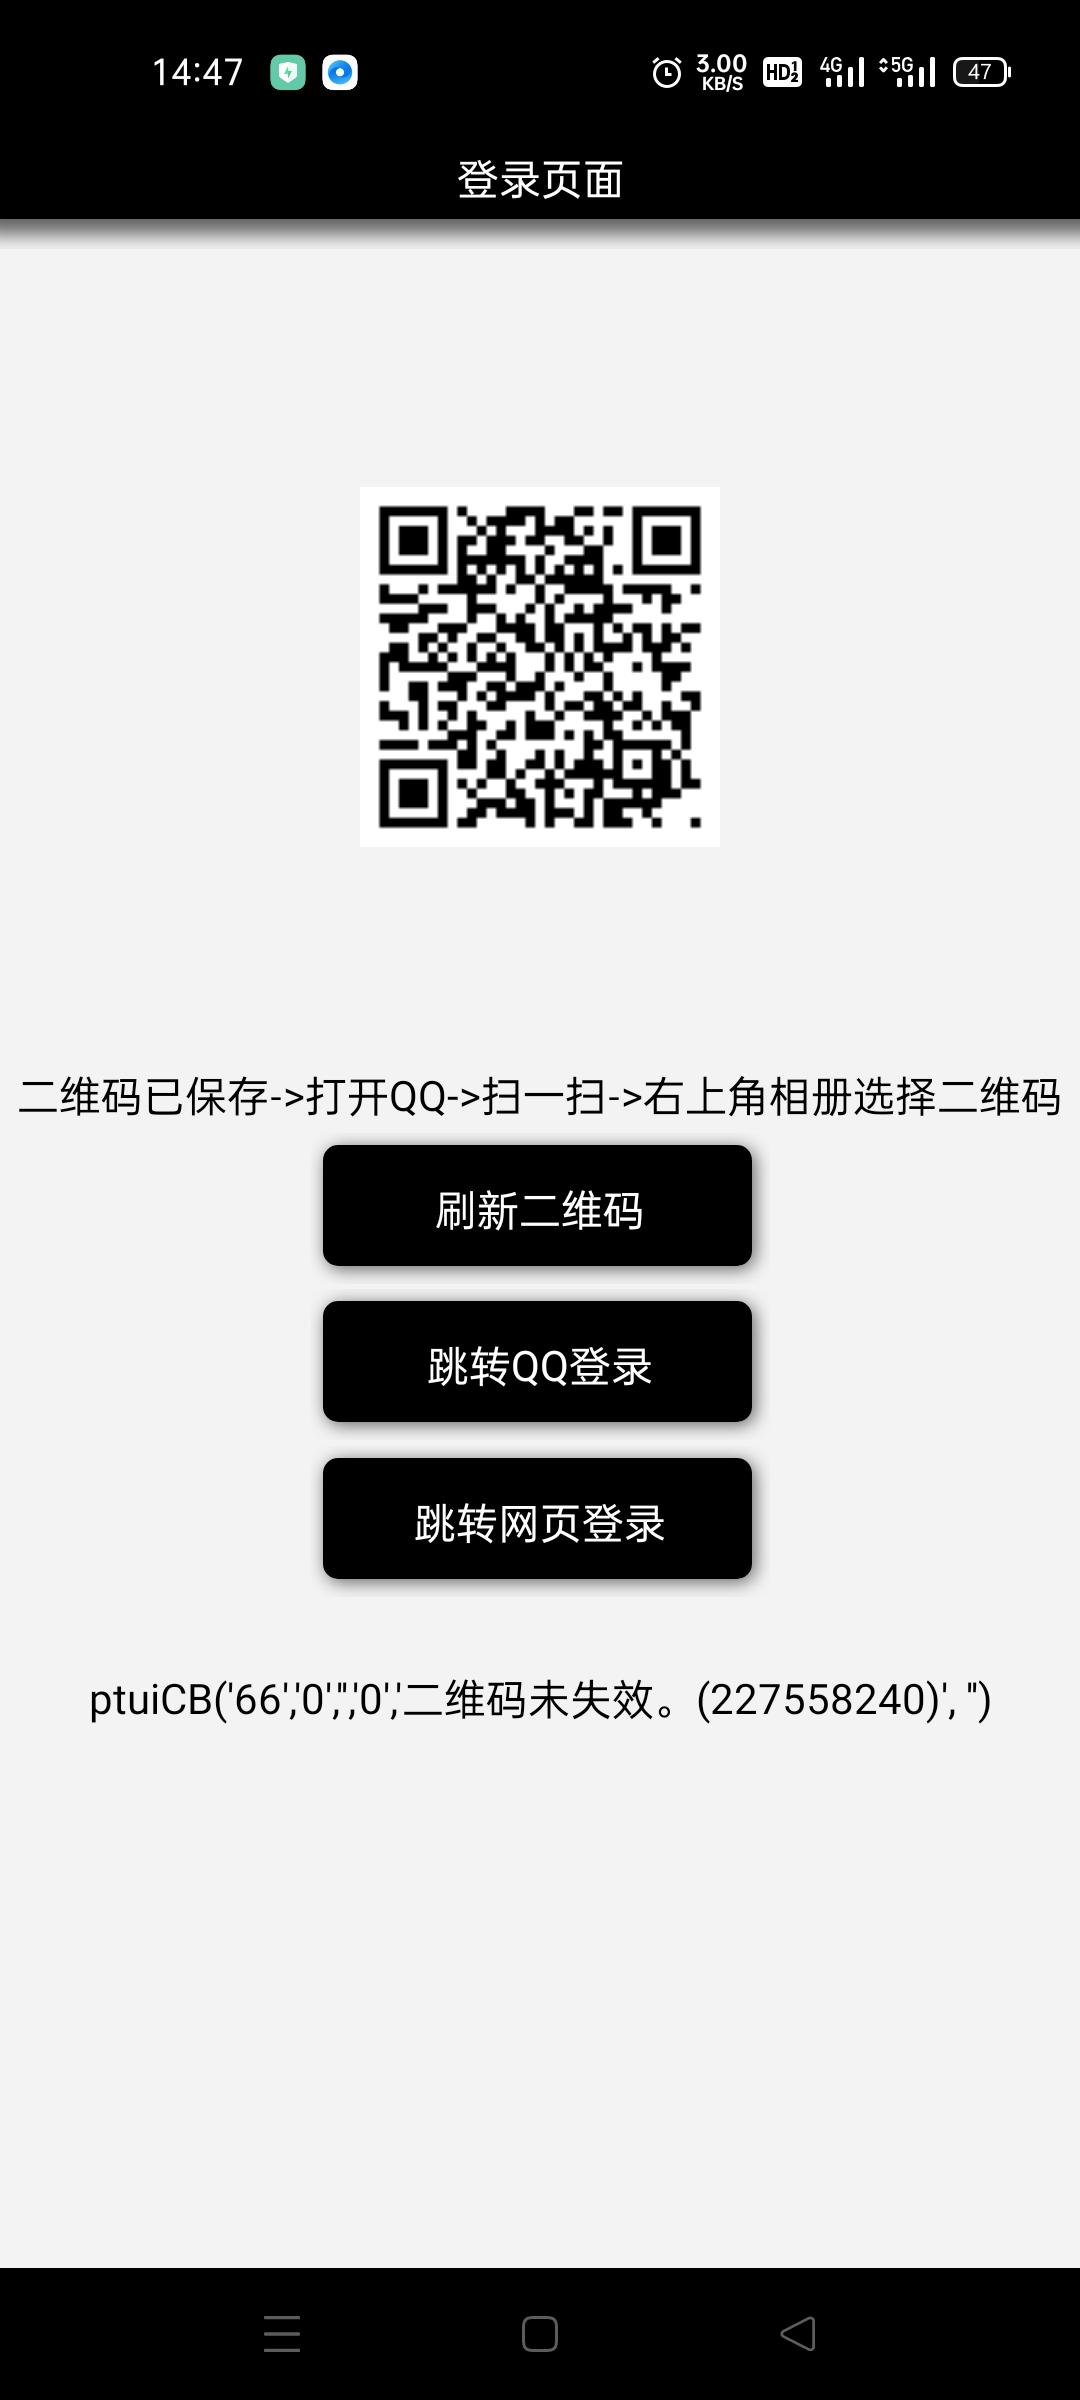 14:47
3.00 KB/S HD 1 2 4G 5G 47
登录页面
二维码已保存->打开QQ->扫一扫->右上角相册选择二维码
刷新二维码
跳转QQ登录
跳转网页登录
ptuiCB('66','0','','0','二维码未失效。(227558240)', '')